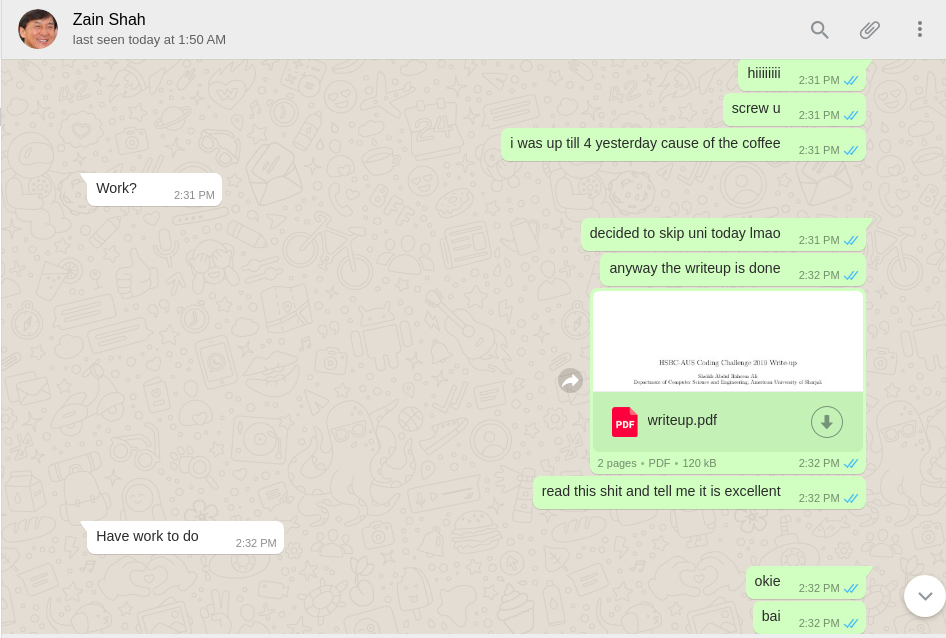 Zain Shah
last seen today at 1:50 AM
hiiiiiiii 2:31 PM
screw u 2:31 PM
i was up till 4 yesterday cause of the coffee 2:31 PM
Work? 2:31 PM
decided to skip uni today lmao 2:31 PM
anyway the writeup is done 2:32 PM
HSBC-AUS Coding Challenge 2019 Write-up
Abdul Raheem Ali
Department of Computer Science and Engineering, American University of Sharjah
PDF writeup.pdf
2 pages • PDF • 120 kB 2:32 PM
read this shit and tell me it is excellent 2:32 PM
Have work to do 2:32 PM
okie 2:32 PM
bai 2:32 PM